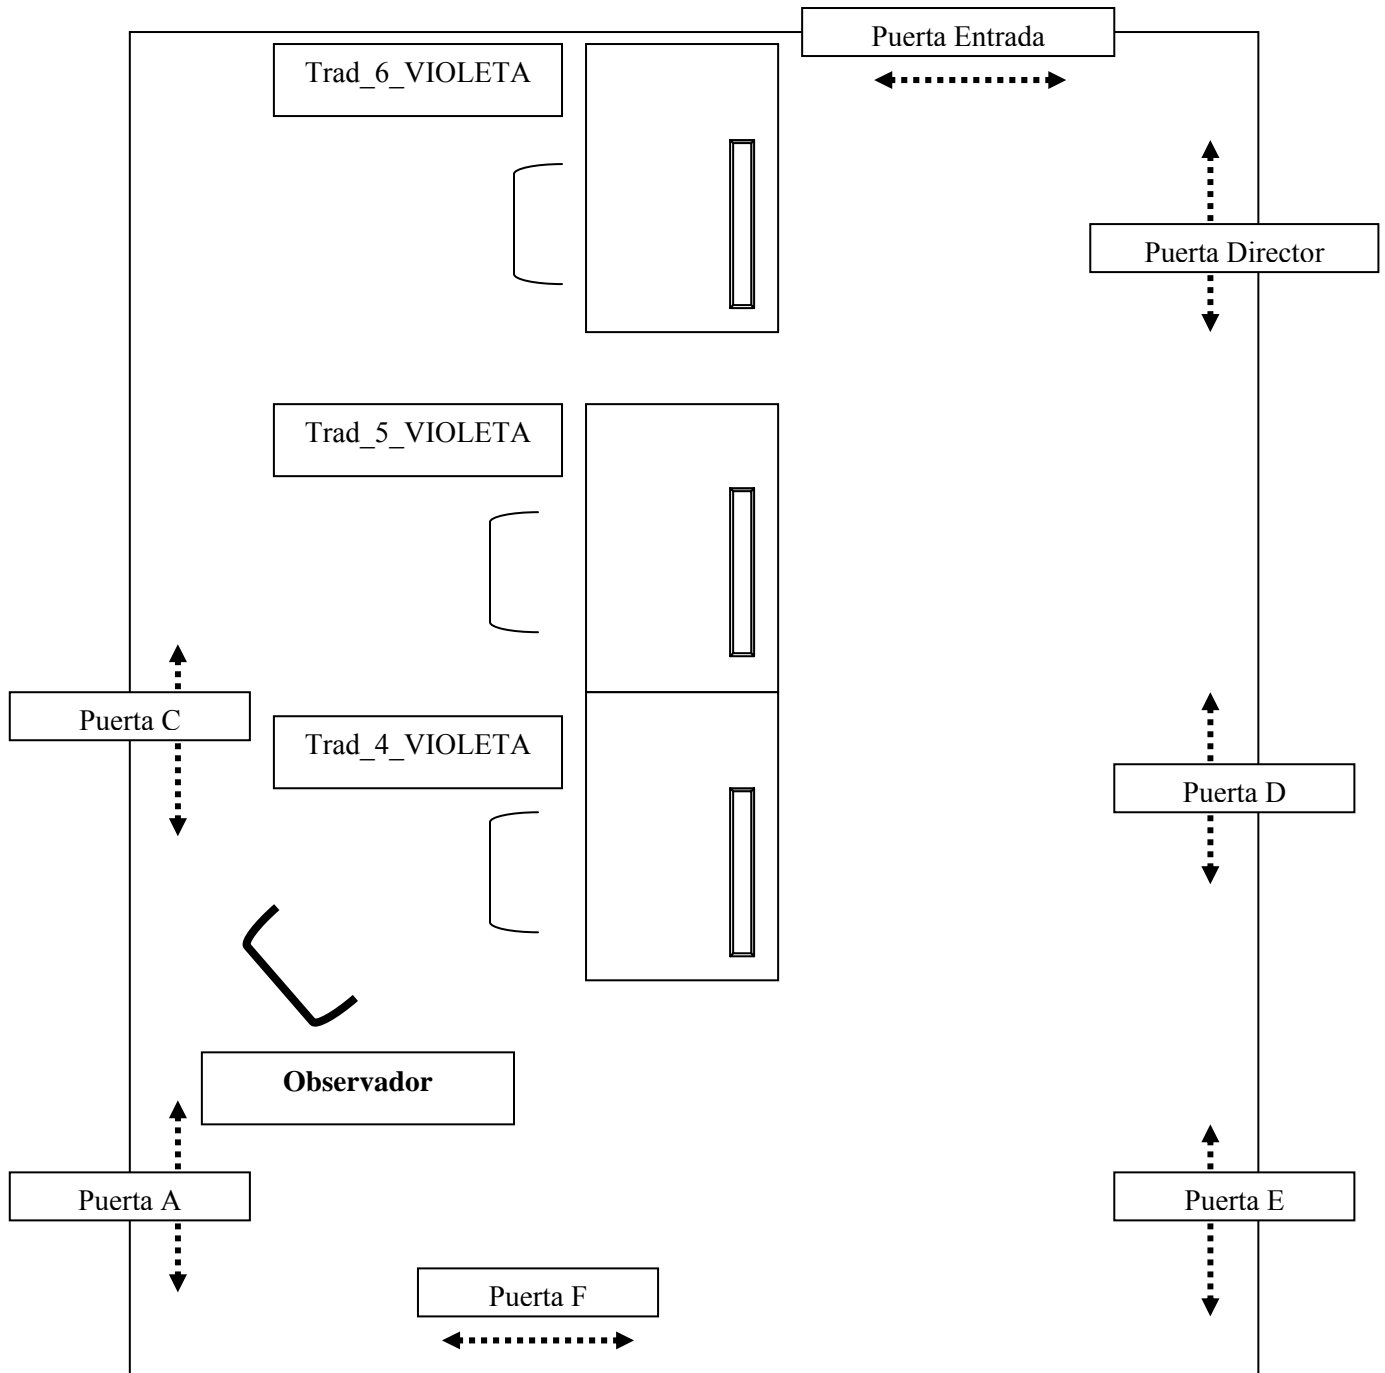 Puerta Entrada
Trad_6_VIOLETA
Puerta Director
Trad_5_VIOLETA
Puerta C
Trad_4_VIOLETA
Puerta D
Observador
Puerta A
Puerta E
Puerta F